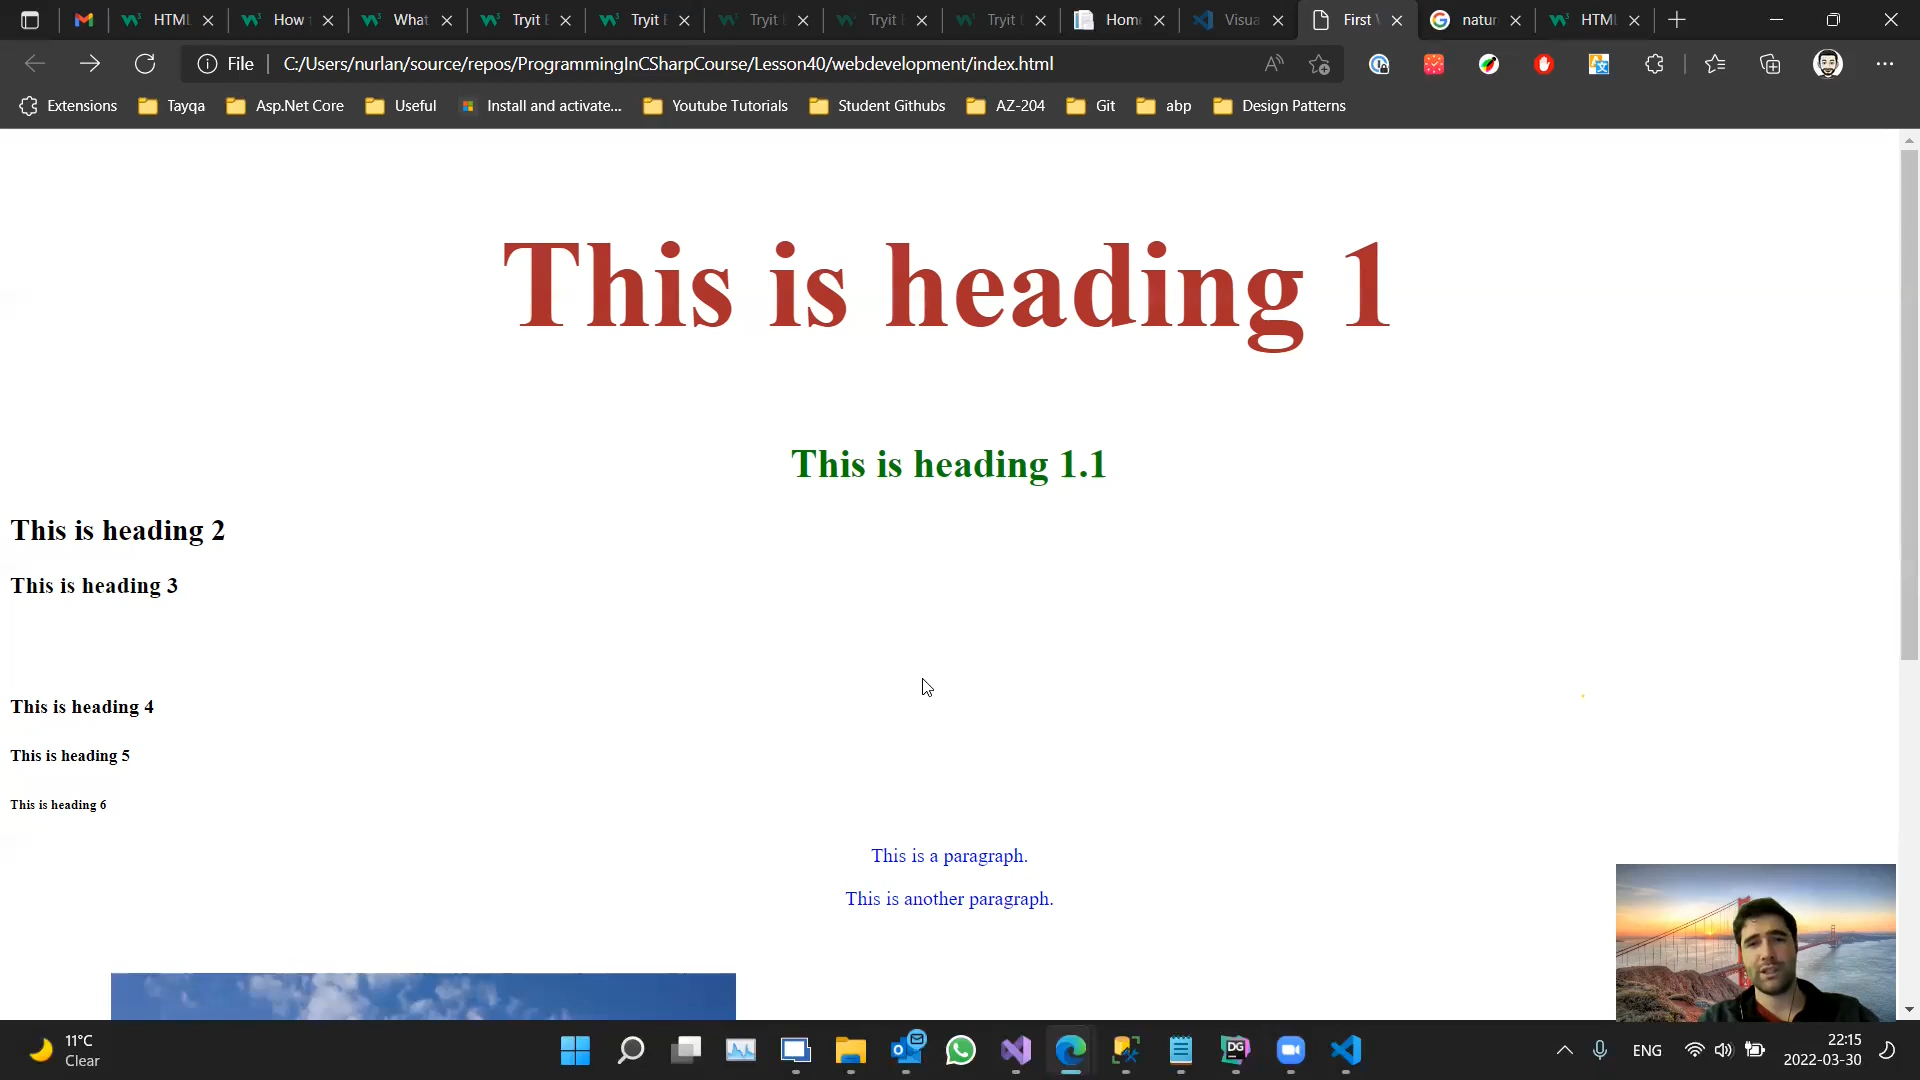 HTML How What Tryit E Tryit E Tryit E Tryit E Tryit E Home Visua First natur HTML
File C:/Users/nurlan/source/repos/ProgrammingInCSharpCourse/Lesson40/webdevelopment/index.html
Extensions Tayqa Asp.Net Core Useful Install and activate... Youtube Tutorials Student Githubs AZ-204 Git abp Design Patterns
This is heading 1
This is heading 1.1
This is heading 2
This is heading 3
This is heading 4
This is heading 5
This is heading 6
This is a paragraph.
This is another paragraph.
11°C
Clear
DG
ENG
22:15
2022-03-30